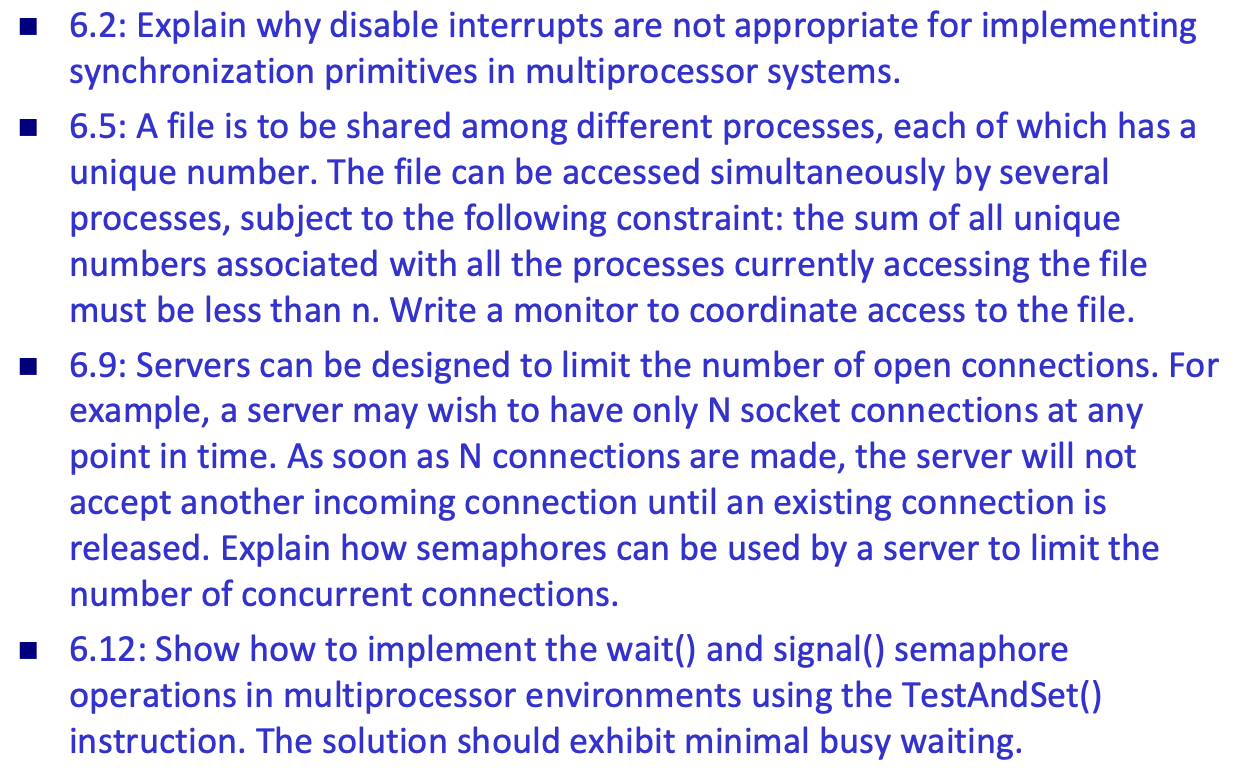 ■ 6.2: Explain why disable interrupts are not appropriate for implementing
synchronization primitives in multiprocessor systems.
■ 6.5: A file is to be shared among different processes, each of which has a
unique number. The file can be accessed simultaneously by several
processes, subject to the following constraint: the sum of all unique
numbers associated with all the processes currently accessing the file
must be less than n. Write a monitor to coordinate access to the file.
■ 6.9: Servers can be designed to limit the number of open connections. For
example, a server may wish to have only N socket connections at any
point in time. As soon as N connections are made, the server will not
accept another incoming connection until an existing connection is
released. Explain how semaphores can be used by a server to limit the
number of concurrent connections.
■ 6.12: Show how to implement the wait() and signal() semaphore
operations in multiprocessor environments using the TestAndSet()
instruction. The solution should exhibit minimal busy waiting.